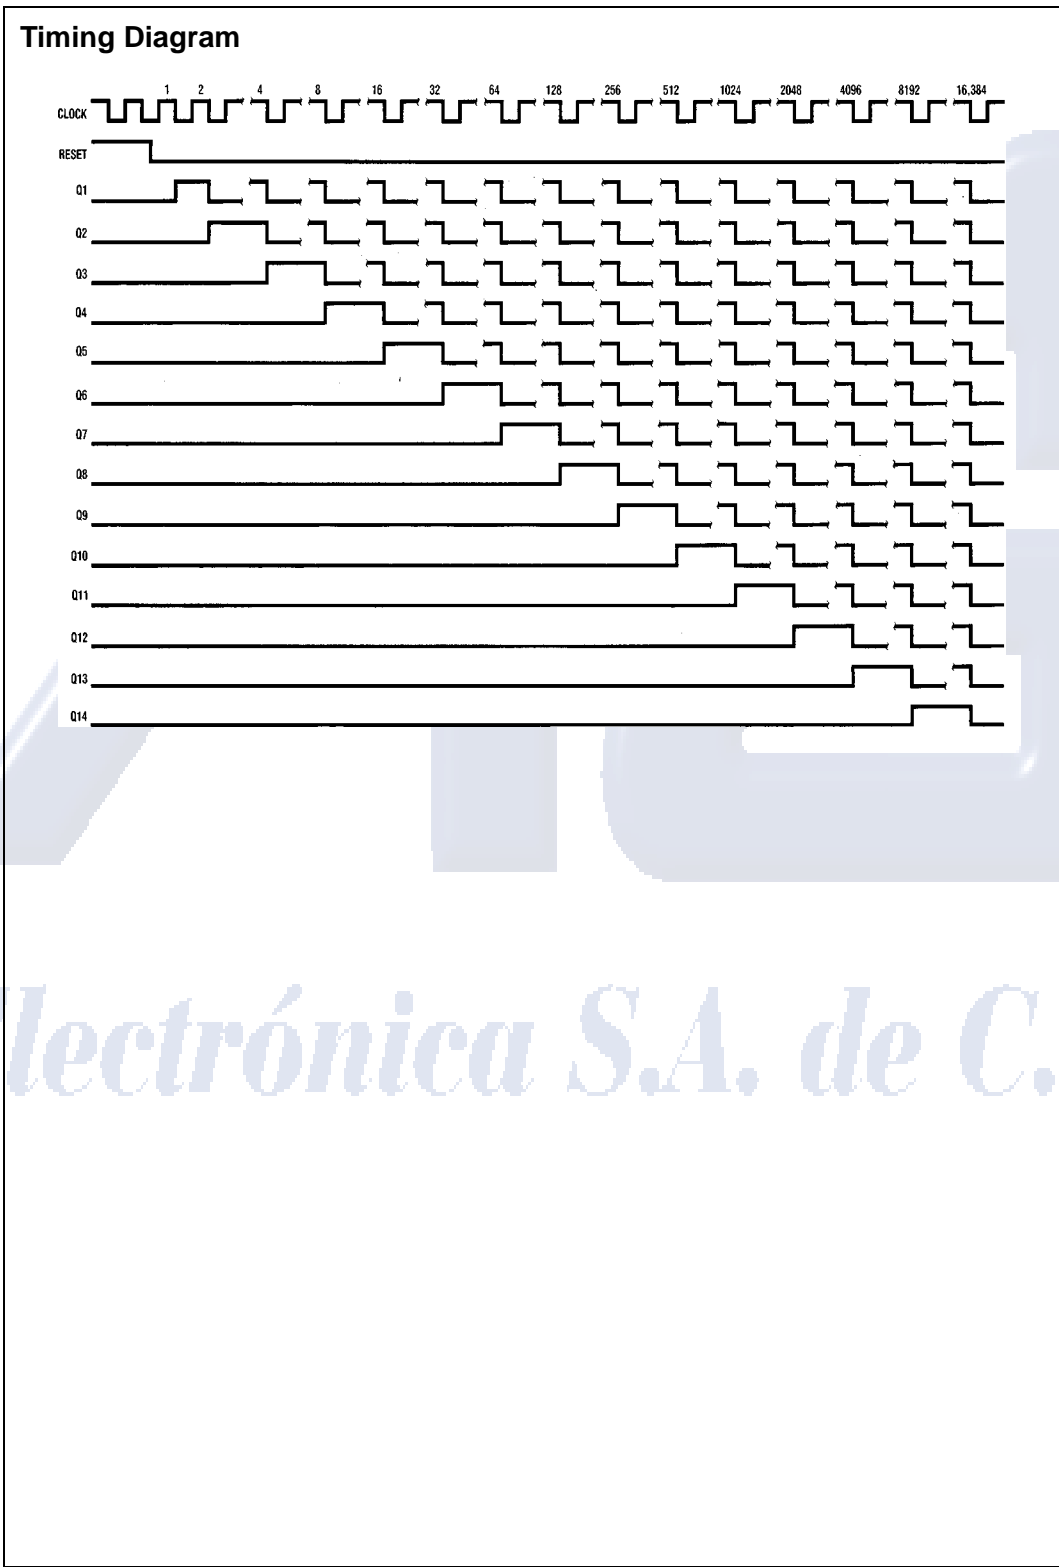 Timing Diagram
1 2 4 8 16 32 64 128 256 512 1024 2048 4096 8192 16,384
CLOCK
RESET
Q1
Q2
Q3
Q4
Q5
Q6
Q7
Q8
Q9
Q10
Q11
Q12
Q13
Q14
lectrónica S.A. de C.